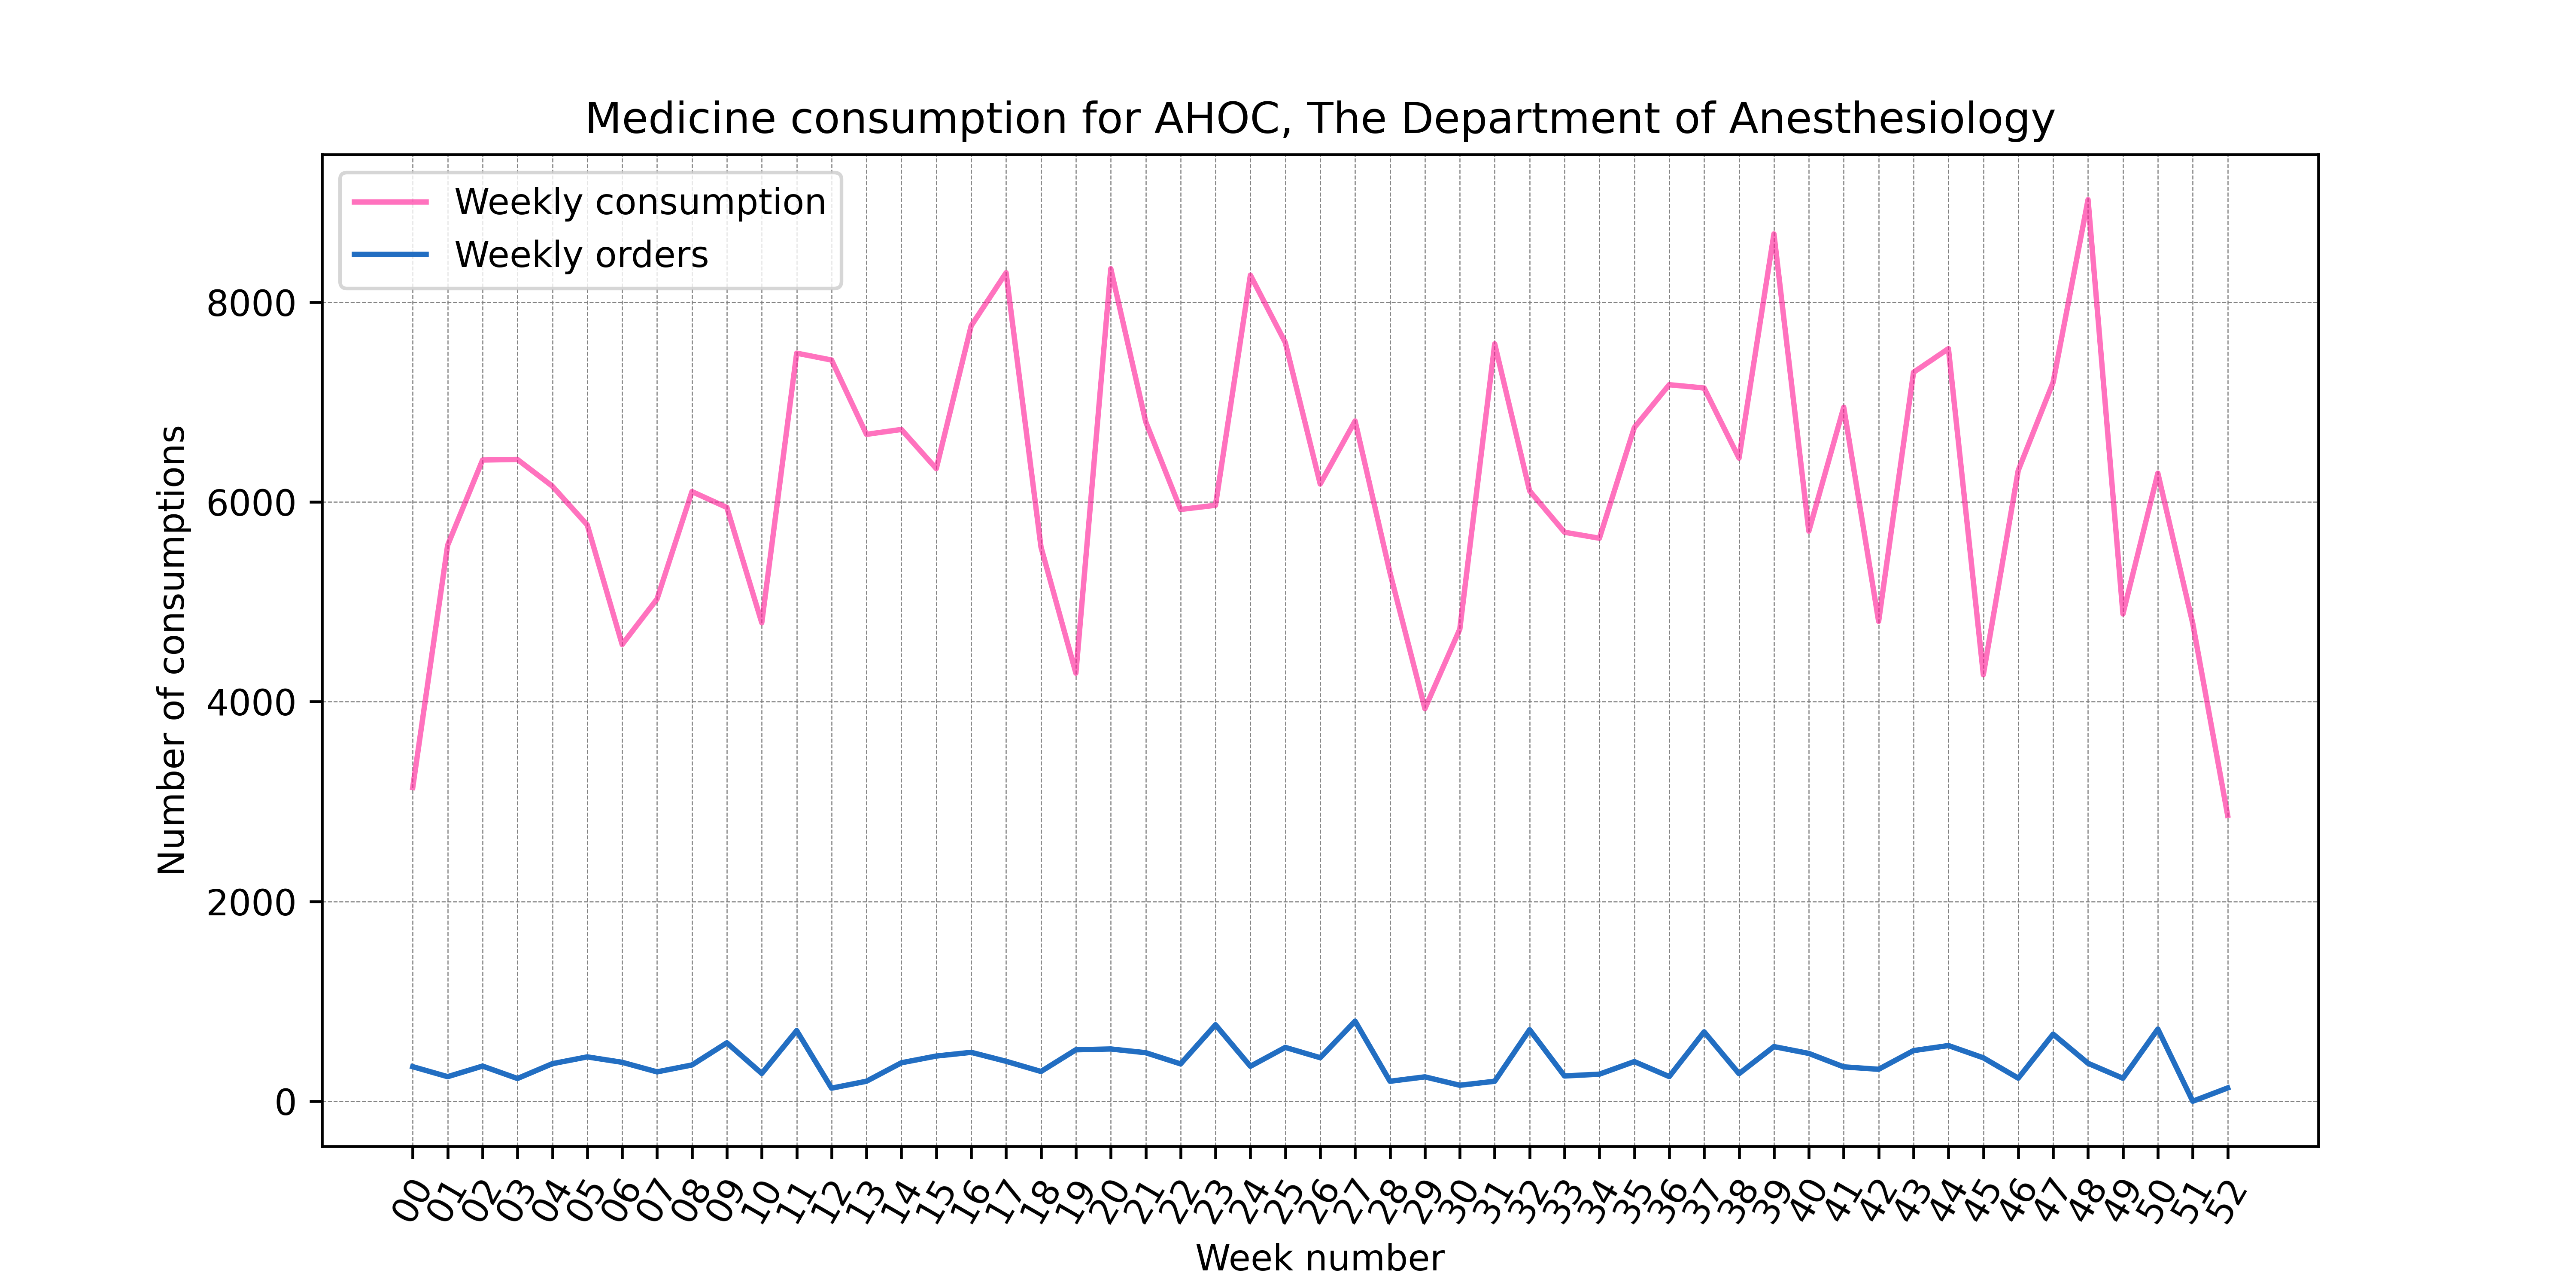 Medicine consumption for AHOC, The Department of Anesthesiology
Weekly consumption
Weekly orders
Number of consumptions
8000
6000
4000
2000
0
00 01 02 03 04 05 06 07 08 09 10 11 12 13 14 15 16 17 18 19 20 21 22 23 24 25 26 27 28 29 30 31 32 33 34 35 36 37 38 39 40 41 42 43 44 45 46 47 48 49 50 51 52
Week number